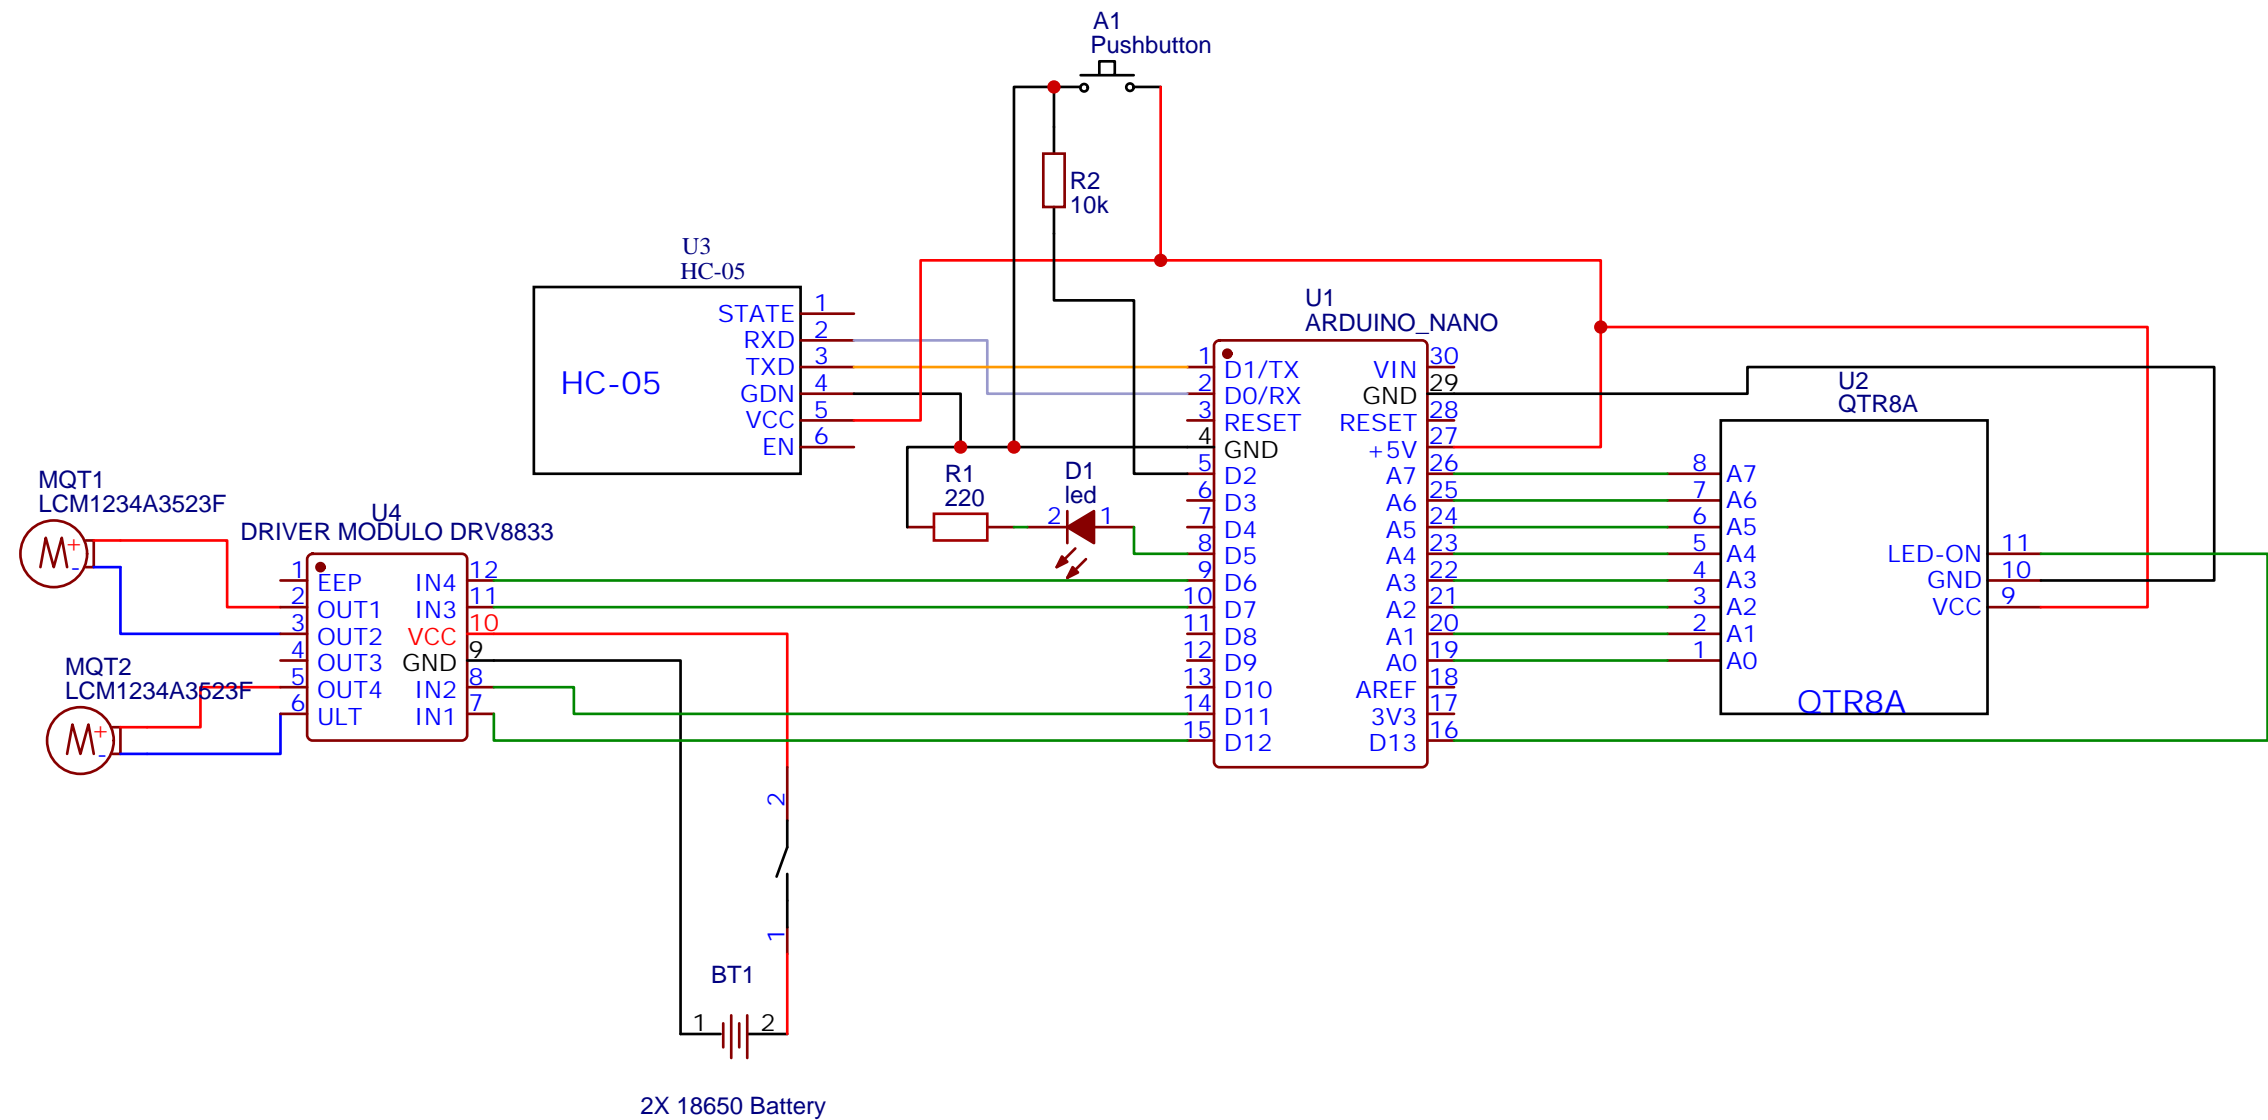 A1
Pushbutton
R2
10k
U3
HC-05
HC-05
STATE 1
RXD 2
TXD 3
GDN 4
VCC 5
EN 6
U1
ARDUINO_NANO
1 D1/TX
2 D0/RX
3 RESET
4 GND
5 D2
6 D3
7 D4
8 D5
9 D6
10 D7
11 D8
12 D9
13 D10
14 D11
15 D12
VIN 30
GND 29
RESET 28
+5V 27
A7 26
A6 25
A5 24
A4 23
A3 22
A2 21
A1 20
A0 19
AREF 18
3V3 17
D13 16
U2
QTR8A
8 A7
7 A6
6 A5
5 A4
4 A3
3 A2
2 A1
1 A0
LED-ON 11
GND 10
VCC 9
QTR8A
R1
220
D1
led
2 1
MQT1
LCM1234A3523F
M + -
MQT2
LCM1234A3523F
M + -
U4
DRIVER MODULO DRV8833
1 EEP
2 OUT1
3 OUT2
4 OUT3
5 OUT4
6 ULT
IN4 12
IN3 11
VCC 10
GND 9
IN2 8
IN1 7
2
1
BT1
1 2
2X 18650 Battery